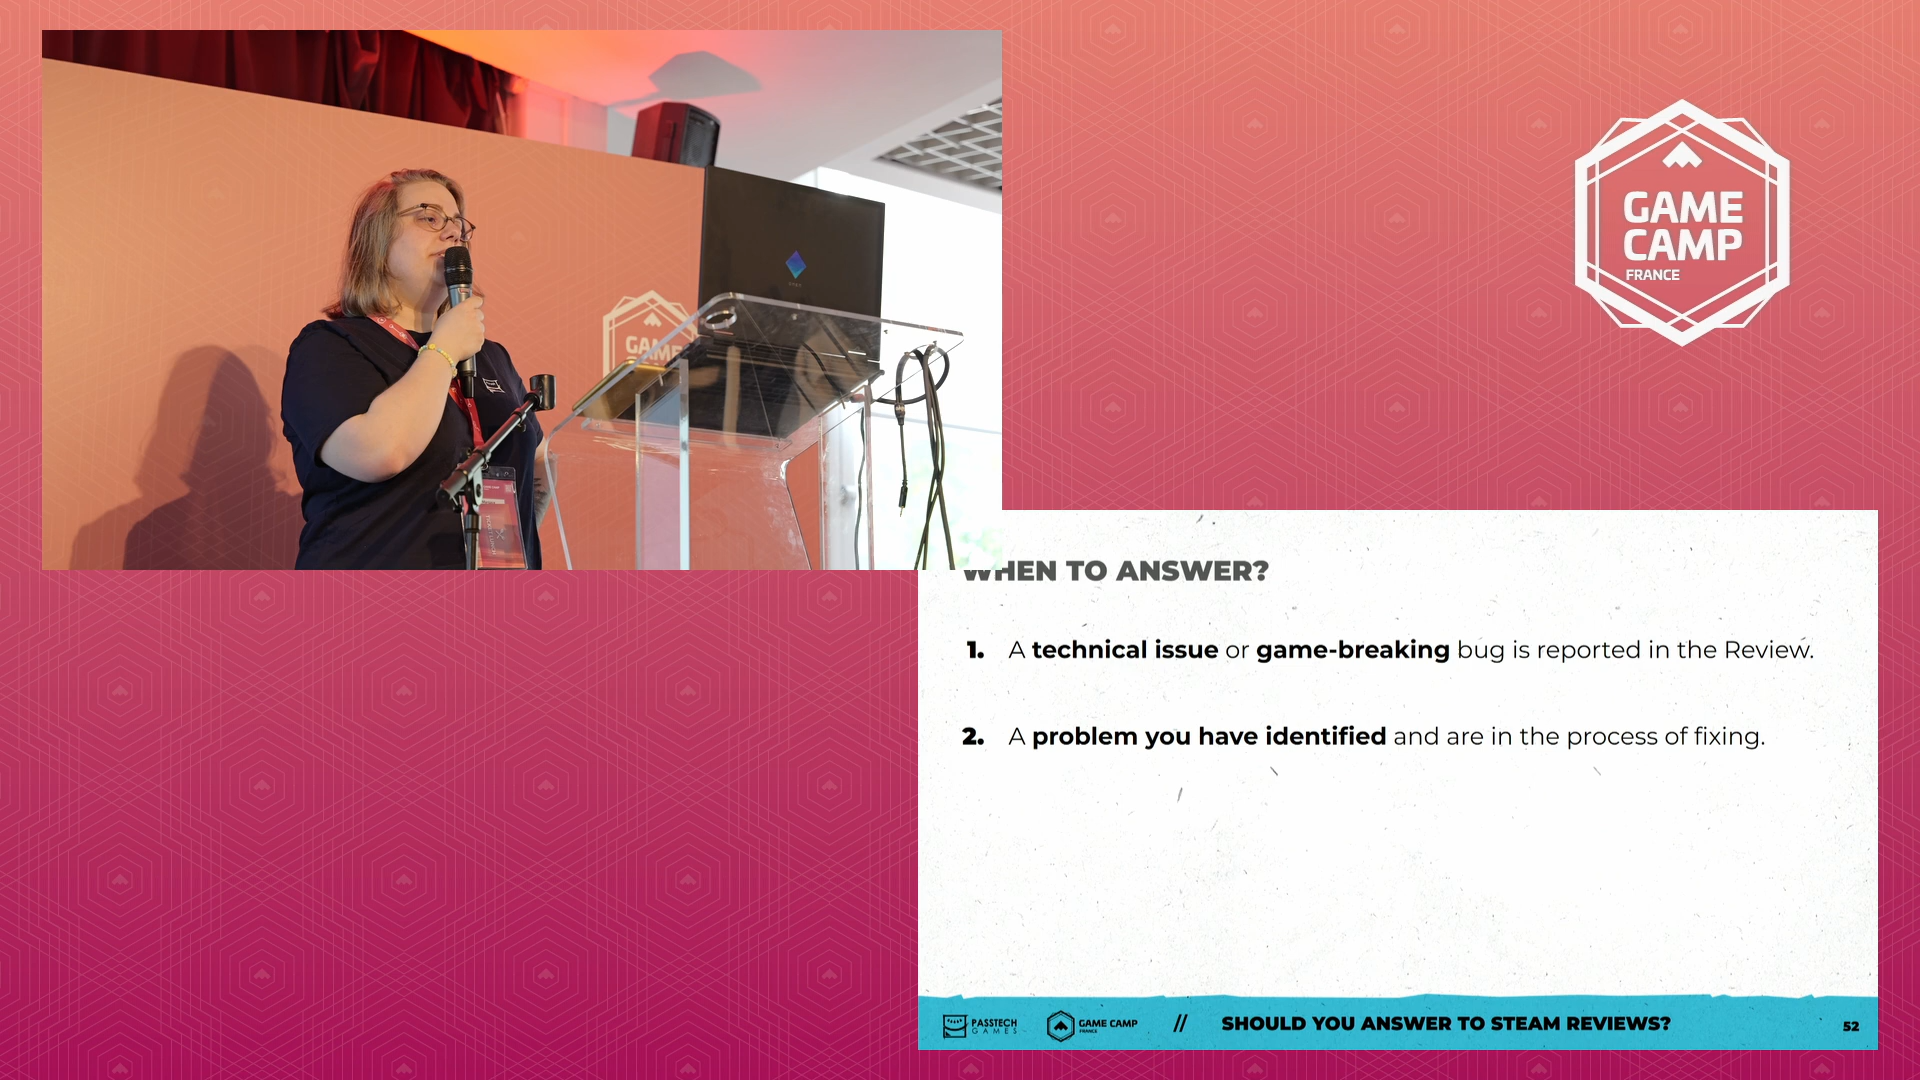 GAME
CAMP
FRANCE
GAME
WHEN TO ANSWER?
1. A technical issue or game-breaking bug is reported in the Review.
2. A problem you have identified and are in the process of fixing.
PASSTECH
GAMES
GAME CAMP
FRANCE
// SHOULD YOU ANSWER TO STEAM REVIEWS?
52